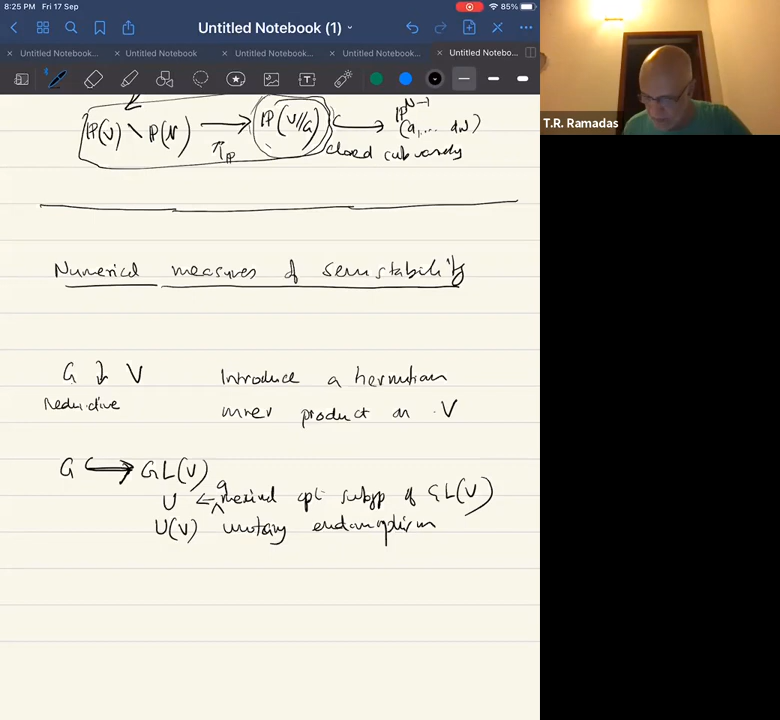 8:25 PM Fri 17 Sep
85%
Untitled Notebook (1)
Untitled Notebook...
Untitled Notebook
Untitled Notebook...
Untitled Notebook...
Untitled Notebo...
T.R. Ramadas
P(V) \ P(N) → P(V//G) ↪ P^{N-1}
π_P
(a_1 ... a_N)
closed subvariety
Numerical measures of semistability
G V Introduce a hermitian
Reductive inner product on V
G ↪ GL(V)
U ← a maximal cpt subgp of GL(V)
U(V) unitary endomorphism